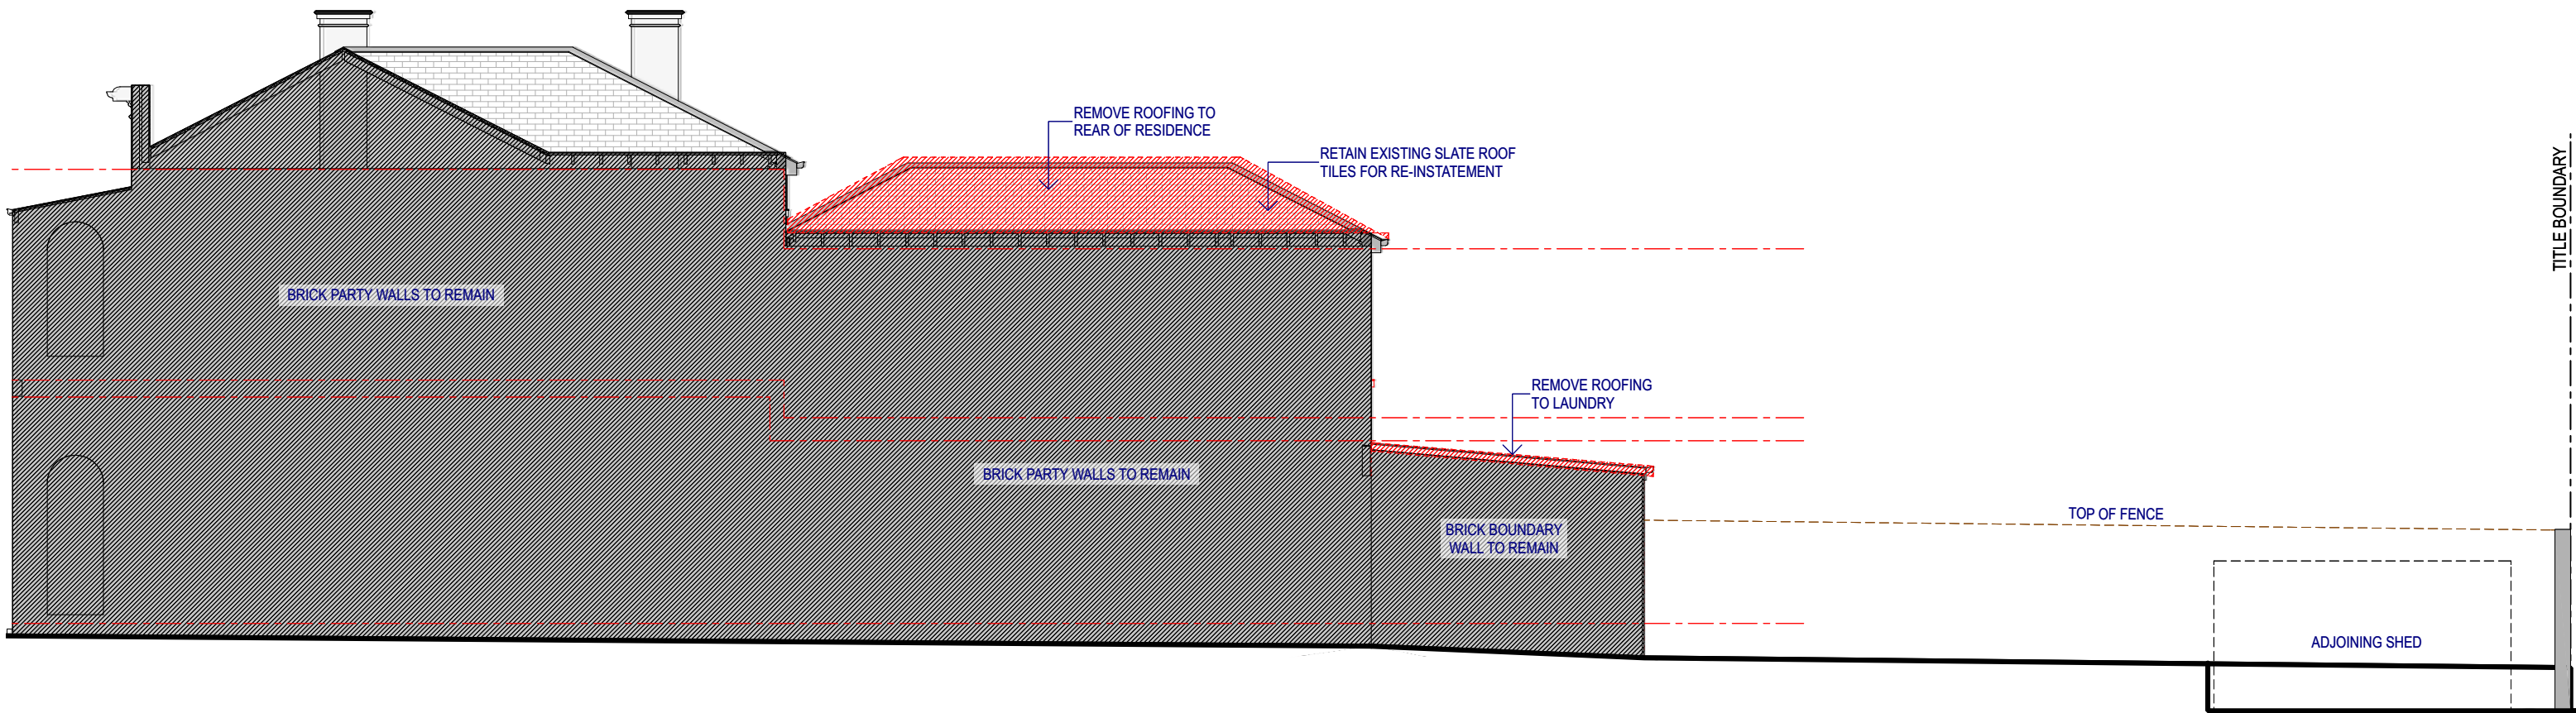 REMOVE ROOFING TO
REAR OF RESIDENCE
RETAIN EXISTING SLATE ROOF
TILES FOR RE-INSTATEMENT
TITLE BOUNDARY
BRICK PARTY WALLS TO REMAIN
REMOVE ROOFING
TO LAUNDRY
BRICK PARTY WALLS TO REMAIN
TOP OF FENCE
BRICK BOUNDARY
WALL TO REMAIN
ADJOINING SHED